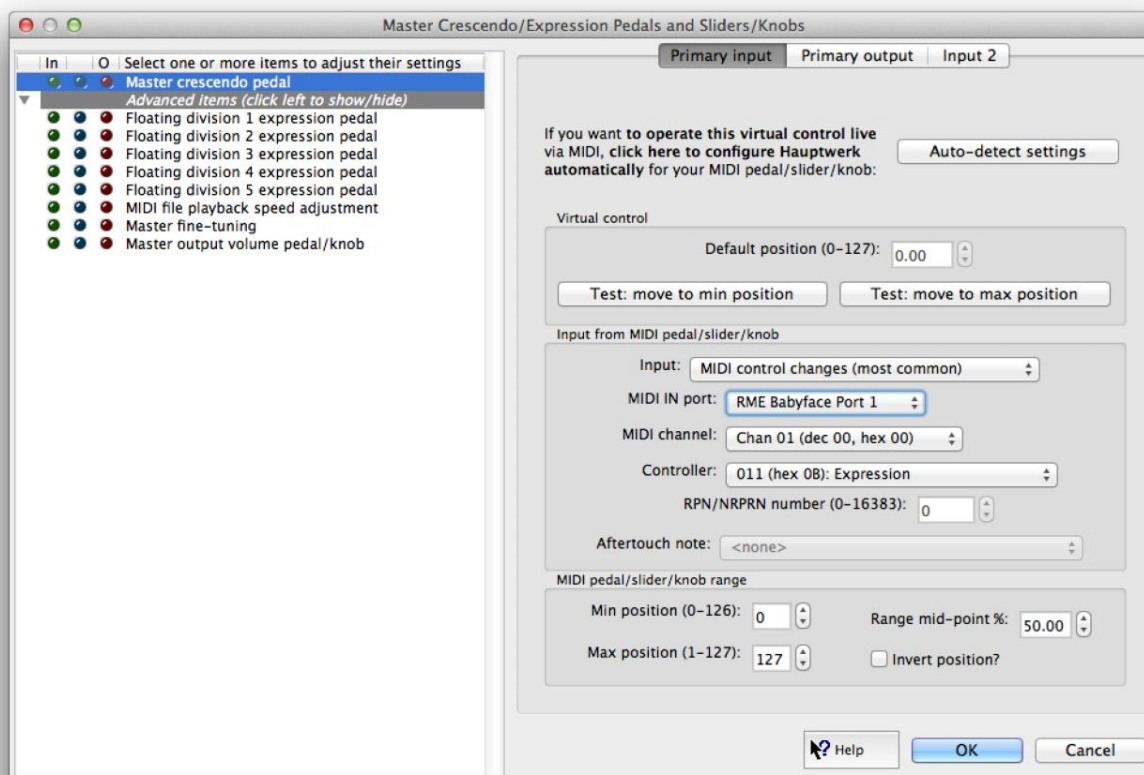 Master Crescendo/Expression Pedals and Sliders/Knobs
In O Select one or more items to adjust their settings
Master crescendo pedal
Advanced items (click left to show/hide)
Floating division 1 expression pedal
Floating division 2 expression pedal
Floating division 3 expression pedal
Floating division 4 expression pedal
Floating division 5 expression pedal
MIDI file playback speed adjustment
Master fine-tuning
Master output volume pedal/knob
Primary input Primary output Input 2
If you want to operate this virtual control live
via MIDI, click here to configure Hauptwerk
automatically for your MIDI pedal/slider/knob:
Auto-detect settings
Virtual control
Default position (0-127): 0.00
Test: move to min position Test: move to max position
Input from MIDI pedal/slider/knob
Input: MIDI control changes (most common)
MIDI IN port: RME Babyface Port 1
MIDI channel: Chan 01 (dec 00, hex 00)
Controller: 011 (hex 0B): Expression
RPN/NRPRN number (0-16383): 0
Aftertouch note: <none>
MIDI pedal/slider/knob range
Min position (0-126): 0 Range mid-point %: 50.00
Max position (1-127): 127 Invert position?
? Help OK Cancel